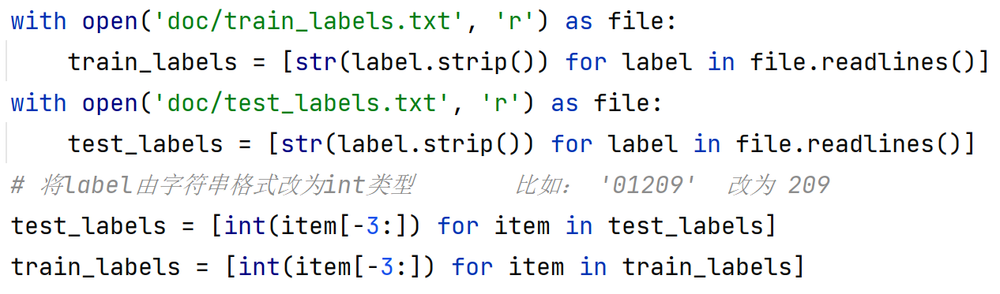 with open('doc/train_labels.txt', 'r') as file:
    train_labels = [str(label.strip()) for label in file.readlines()]
with open('doc/test_labels.txt', 'r') as file:
    test_labels = [str(label.strip()) for label in file.readlines()]
# 将label由字符串格式改为int类型       比如： '01209'  改为 209
test_labels = [int(item[-3:]) for item in test_labels]
train_labels = [int(item[-3:]) for item in train_labels]